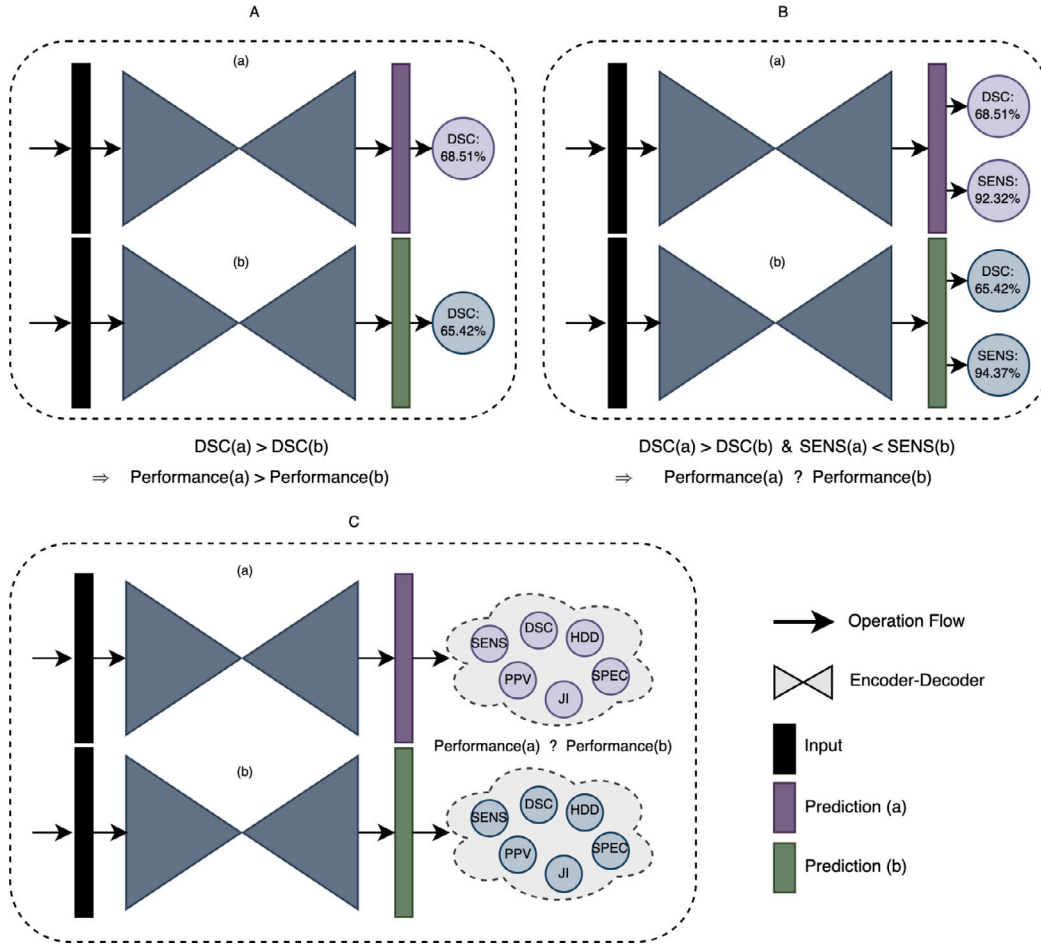 A
(a)
DSC:
68.51%
(b)
DSC:
65.42%
DSC(a) > DSC(b)
⇒ Performance(a) > Performance(b)
B
(a)
DSC:
68.51%
SENS:
92.32%
(b)
DSC:
65.42%
SENS:
94.37%
DSC(a) > DSC(b) & SENS(a) < SENS(b)
⇒ Performance(a) ? Performance(b)
C
(a)
SENS
DSC
HDD
PPV
JI
SPEC
Performance(a) ? Performance(b)
(b)
SENS
DSC
HDD
PPV
JI
SPEC
Operation Flow
Encoder-Decoder
Input
Prediction (a)
Prediction (b)